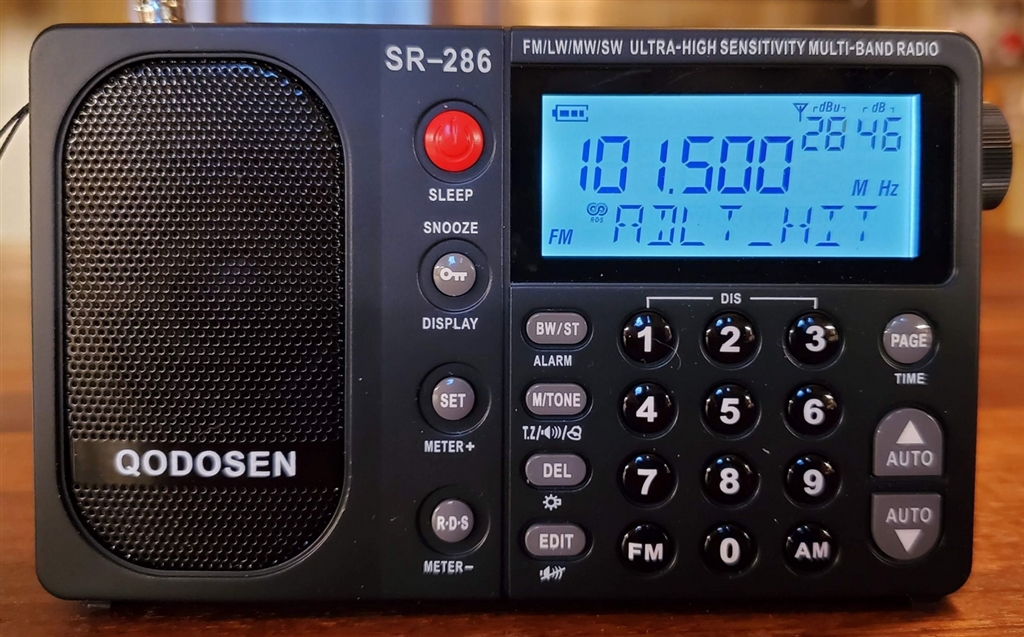 SR-286
FM/LW/MW/SW ULTRA-HIGH SENSITIVITY MULTI-BAND RADIO
dBu dB
28 46
101.500
M Hz
RDS
FM ADLT_HIT
SLEEP
SNOOZE
DISPLAY
SET
METER+
R·D·S
METER-
QODOSEN
DIS
BW/ST
ALARM
M/TONE
T.Z/
DEL
EDIT
1 2 3
4 5 6
7 8 9
FM 0 AM
PAGE
TIME
AUTO
AUTO